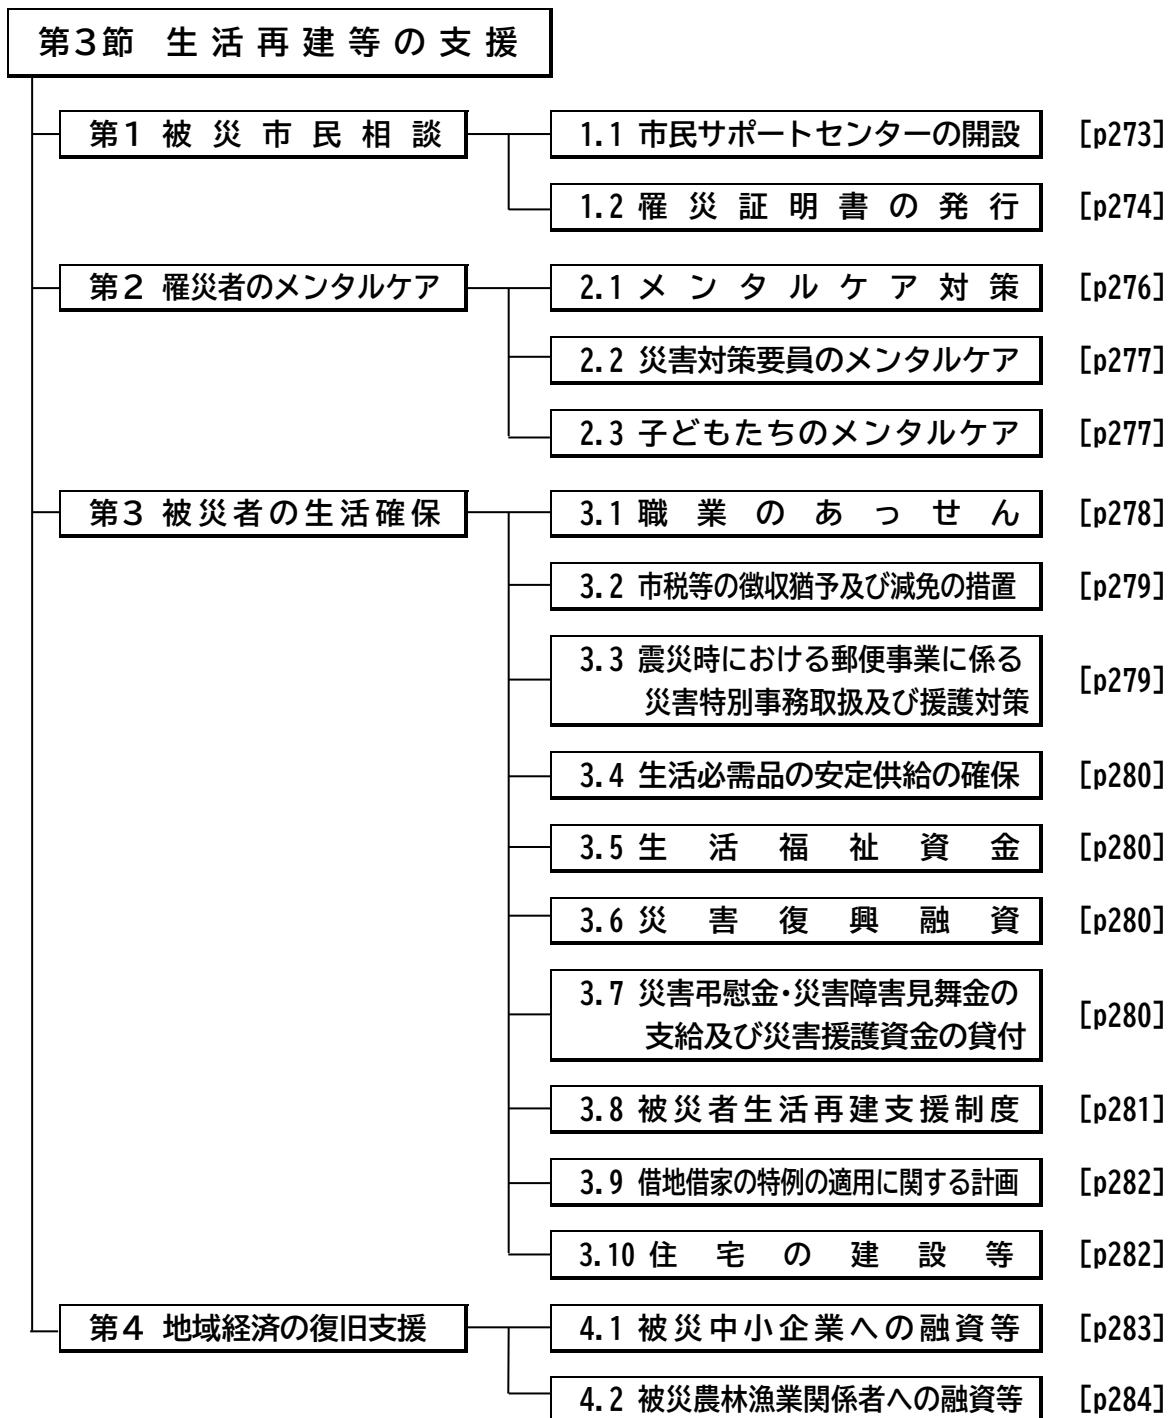 第3節 生活再建等の支援
第1 被災市民相談
1.1 市民サポートセンターの開設 [p273]
1.2 罹災証明書の発行 [p274]
第2 罹災者のメンタルケア
2.1 メンタルケア対策 [p276]
2.2 災害対策要員のメンタルケア [p277]
2.3 子どもたちのメンタルケア [p277]
第3 被災者の生活確保
3.1 職業のあっせん [p278]
3.2 市税等の徴収猶予及び減免の措置 [p279]
3.3 震災時における郵便事業に係る
災害特別事務取扱及び援護対策 [p279]
3.4 生活必需品の安定供給の確保 [p280]
3.5 生活福祉資金 [p280]
3.6 災害復興融資 [p280]
3.7 災害弔慰金・災害障害見舞金の
支給及び災害援護資金の貸付 [p280]
3.8 被災者生活再建支援制度 [p281]
3.9 借地借家の特例の適用に関する計画 [p282]
3.10 住宅の建設等 [p282]
第4 地域経済の復旧支援
4.1 被災中小企業への融資等 [p283]
4.2 被災農林漁業関係者への融資等 [p284]